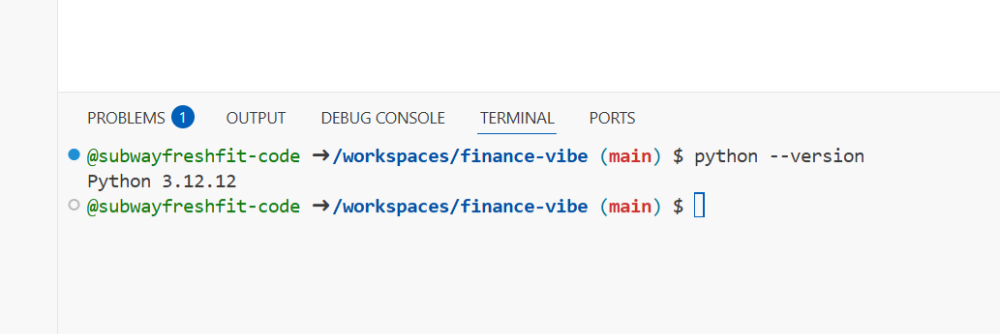 PROBLEMS 1 OUTPUT DEBUG CONSOLE TERMINAL PORTS
@subwayfreshfit-code ➜/workspaces/finance-vibe (main) $ python --version
Python 3.12.12
@subwayfreshfit-code ➜/workspaces/finance-vibe (main) $